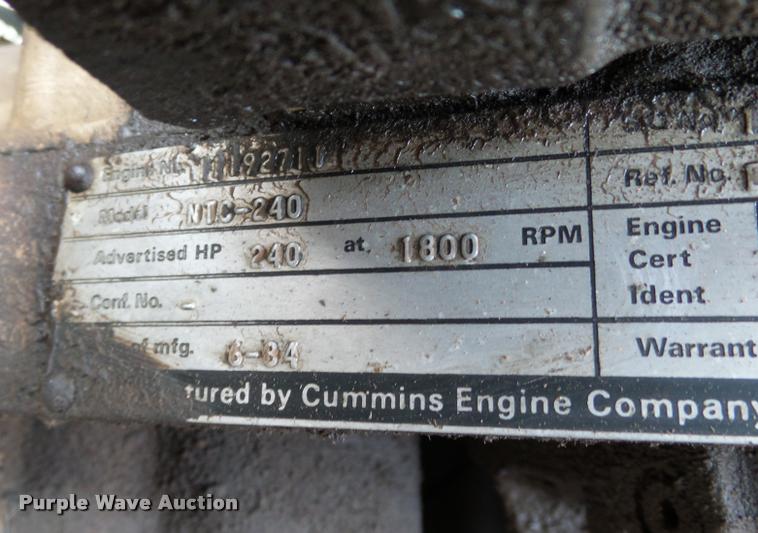 Engine No.
Ref. No.
Model NTC-240
Engine
Cert
Ident
Advertised HP 240 at 1800 RPM
Conf. No. -
of mfg. 6-84
Warrant
tured by Cummins Engine Company
Purple Wave Auction